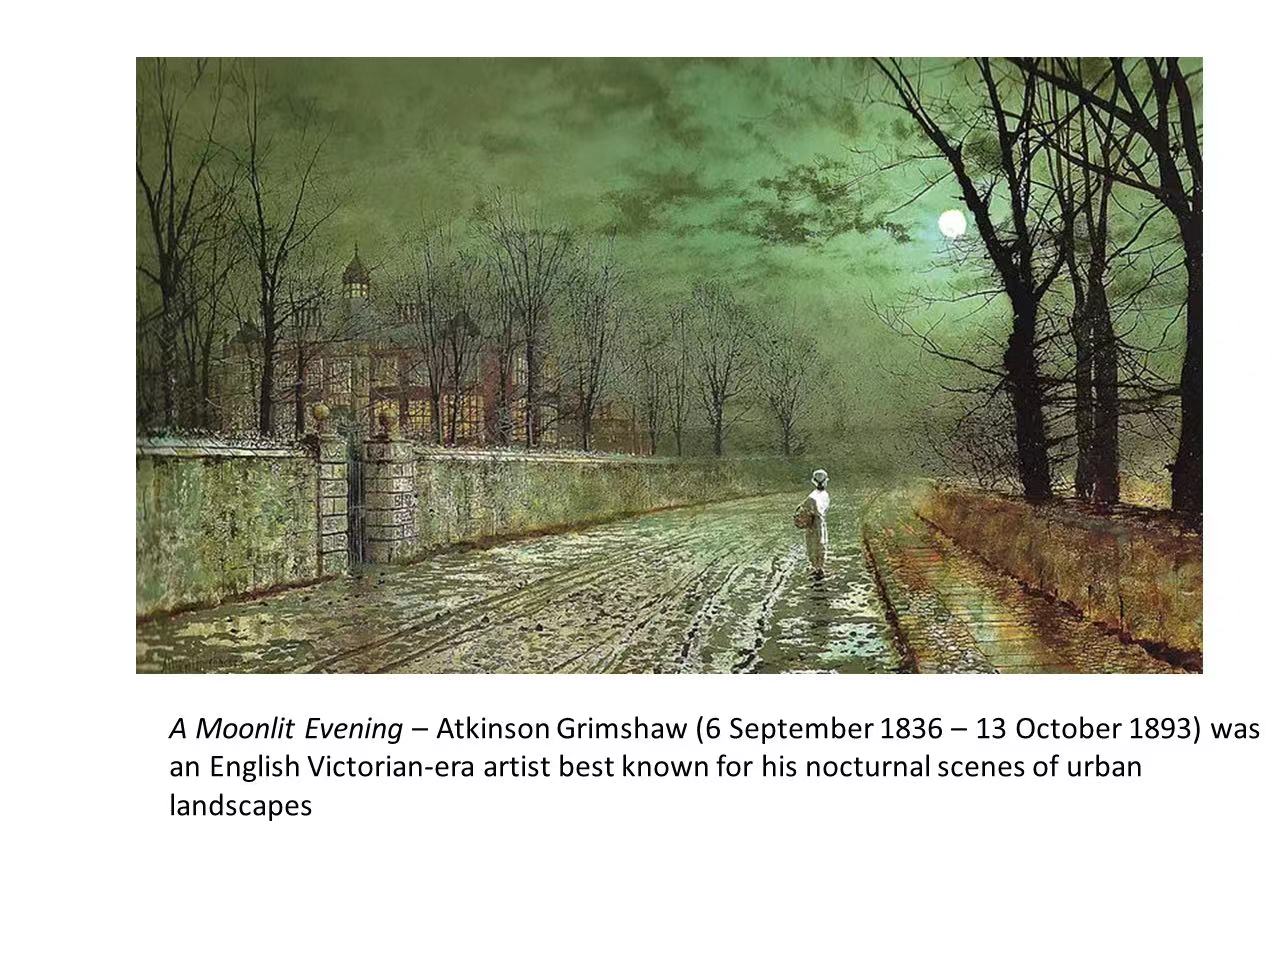 A Moonlit Evening – Atkinson Grimshaw (6 September 1836 – 13 October 1893) was
an English Victorian-era artist best known for his nocturnal scenes of urban
landscapes